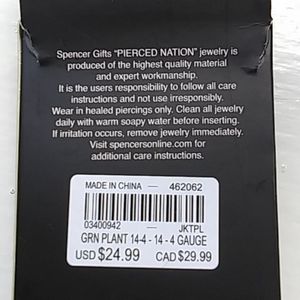 Spencer Gifts "PIERCED NATION" jewelry is
produced of the highest quality material
and expert workmanship.
It is the users responsibility to follow all care
instructions and not use irresponsibly.
Wear in healed piercings only. Clean all jewelry
daily with warm soapy water before inserting.
If irritation occurs, remove jewelry immediately.
Visit spencersonline.com for
additional care instructions.
MADE IN CHINA — 462062
03400942 JKTPL
GRN PLANT 14-4 - 14 - 4 GAUGE
USD $24.99 CAD $29.99